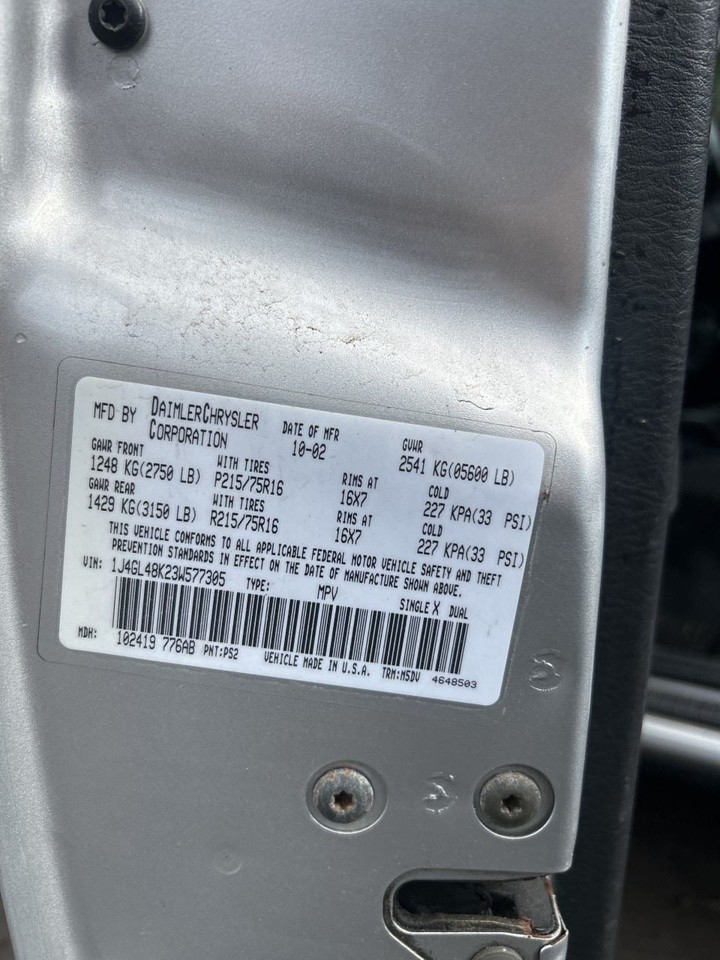 MFD BY DAIMLERCHRYSLER CORPORATION DATE OF MFR 10-02 GVWR 2541 KG(05600 LB)
GAWR FRONT WITH TIRES RIMS AT COLD
1248 KG(2750 LB) P215/75R16 16X7 227 KPA(33 PSI)
GAWR REAR WITH TIRES RIMS AT COLD
1429 KG(3150 LB) R215/75R16 16X7 227 KPA(33 PSI)
THIS VEHICLE CONFORMS TO ALL APPLICABLE FEDERAL MOTOR VEHICLE SAFETY AND THEFT
PREVENTION STANDARDS IN EFFECT ON THE DATE OF MANUFACTURE SHOWN ABOVE.
VIN: 1J4GL48K23W577305 TYPE: MPV SINGLE X DUAL
MDH: 102419 776AB PNT:PS2 VEHICLE MADE IN U.S.A. TRM:M5DV 4648503